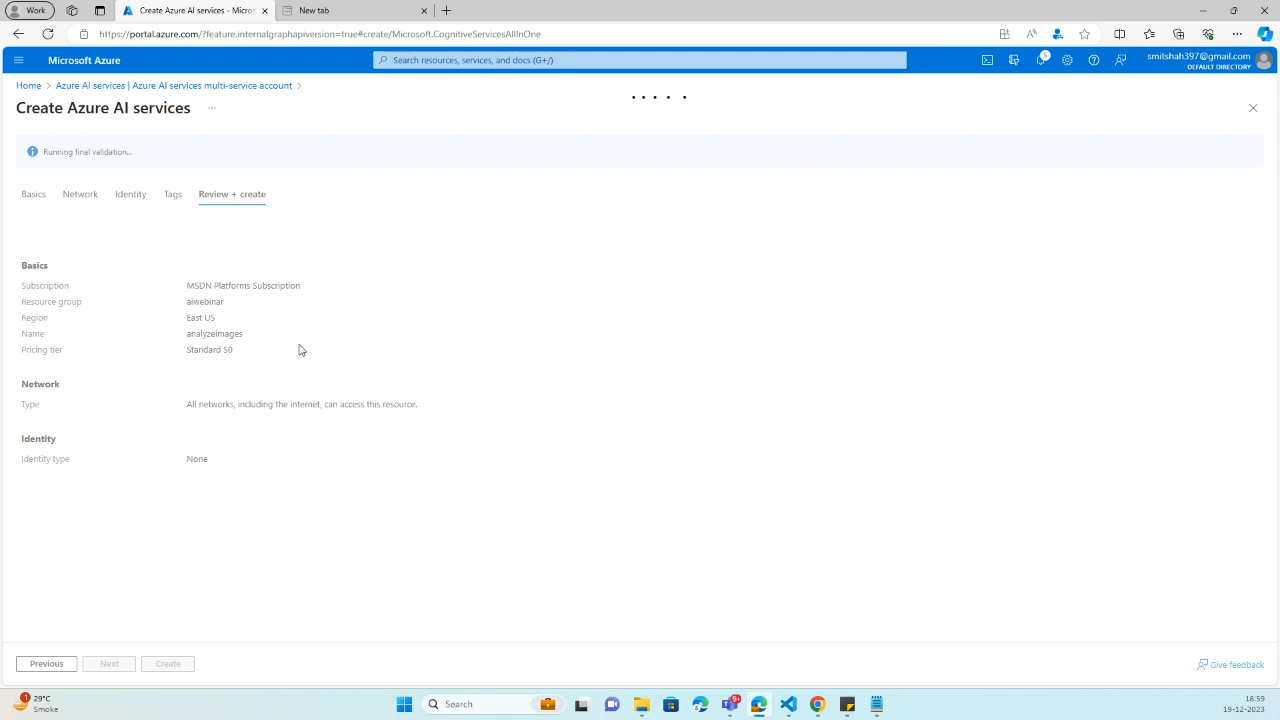 Work
Create Azure AI services - Micros
New tab
https://portal.azure.com/?feature.internalgraphapiversion=true#create/Microsoft.CognitiveServicesAllInOne
Microsoft Azure
Search resources, services, and docs (G+/)
5
smitshah397@gmail.com
DEFAULT DIRECTORY
Home > Azure AI services | Azure AI services multi-service account >
Create Azure AI services ...
Running final validation...
Basics Network Identity Tags Review + create
Basics
Subscription MSDN Platforms Subscription
Resource group aiwebinar
Region East US
Name analyzeimages
Pricing tier Standard S0
Network
Type All networks, including the internet, can access this resource.
Identity
Identity type None
Previous Next Create
Give feedback
1
29°C
Smoke
Search
9+
18:59
19-12-2023